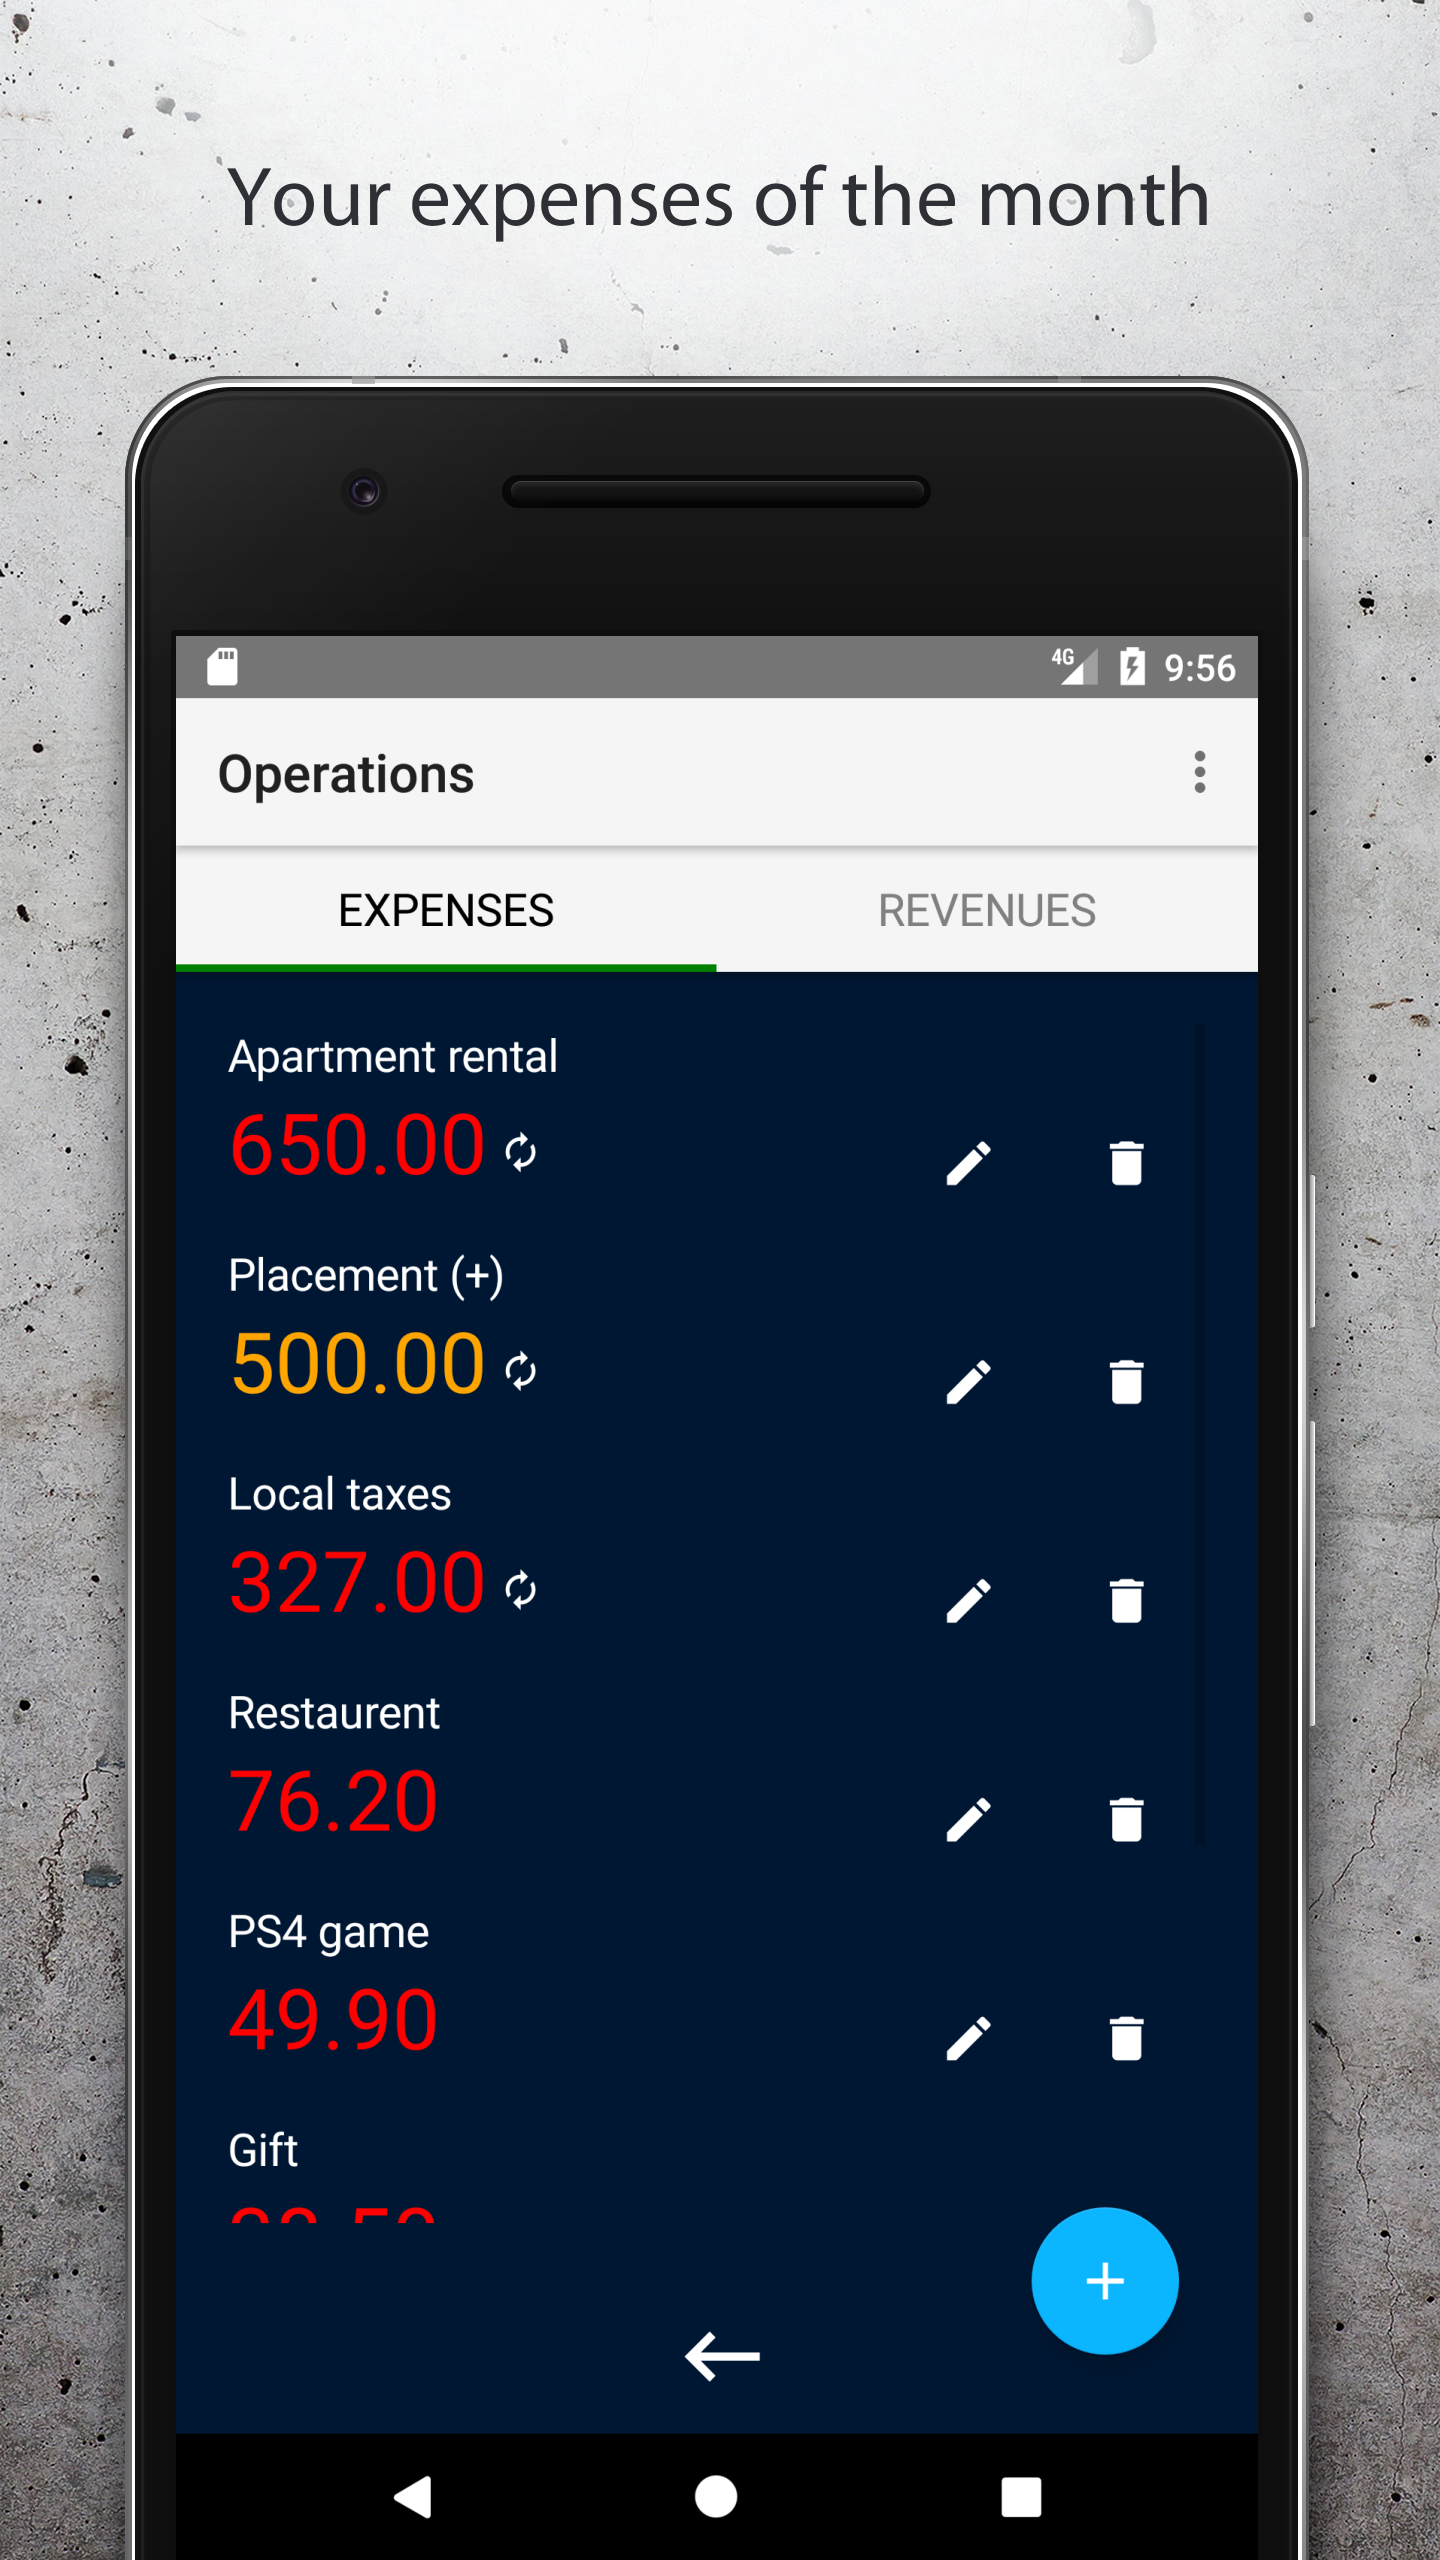 Your expenses of the month
4G 9:56
Operations
EXPENSES REVENUES
Apartment rental
650.00
Placement (+)
500.00
Local taxes
327.00
Restaurent
76.20
PS4 game
49.90
Gift